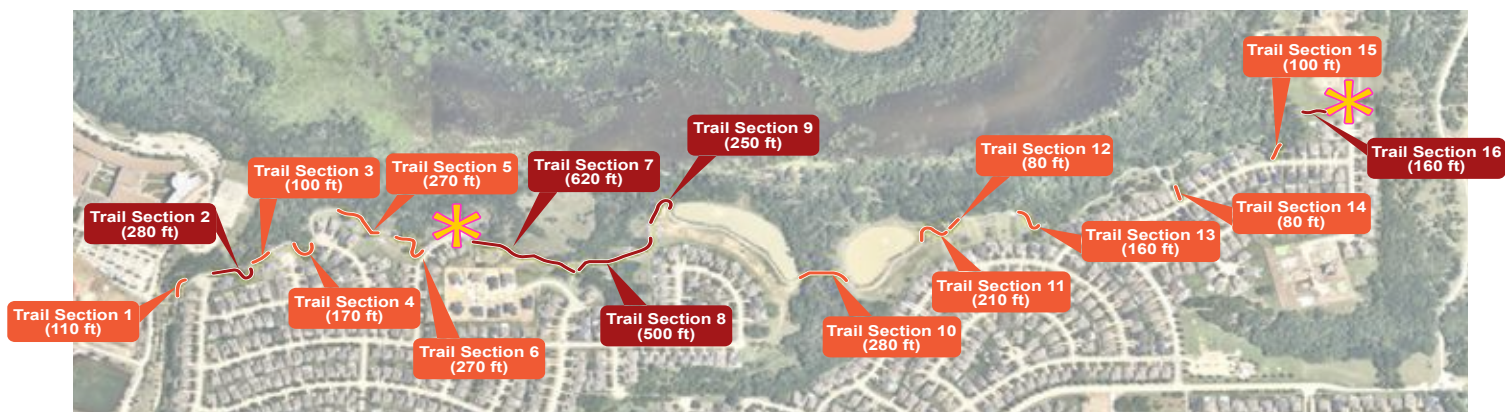 Trail Section 1
(110 ft)
Trail Section 2
(280 ft)
Trail Section 3
(100 ft)
Trail Section 4
(170 ft)
Trail Section 5
(270 ft)
Trail Section 6
(270 ft)
Trail Section 7
(620 ft)
Trail Section 8
(500 ft)
Trail Section 9
(250 ft)
Trail Section 10
(280 ft)
Trail Section 11
(210 ft)
Trail Section 12
(80 ft)
Trail Section 13
(160 ft)
Trail Section 14
(80 ft)
Trail Section 15
(100 ft)
Trail Section 16
(160 ft)